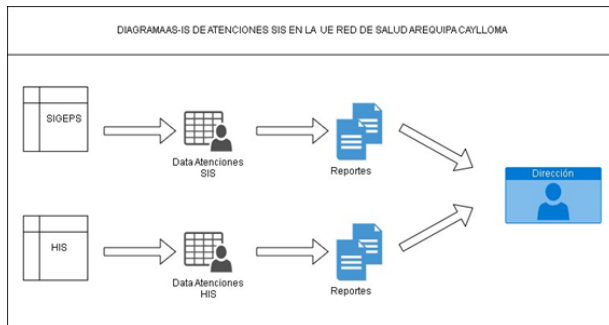 DIAGRAMAAS-IS DE ATENCIONES SIS EN LA UE RED DE SALUD AREQUIPA CAYLLOMA
SIGEPS
Data Atenciones
SIS
Reportes
Dirección
HIS
Data Atenciones
HIS
Reportes